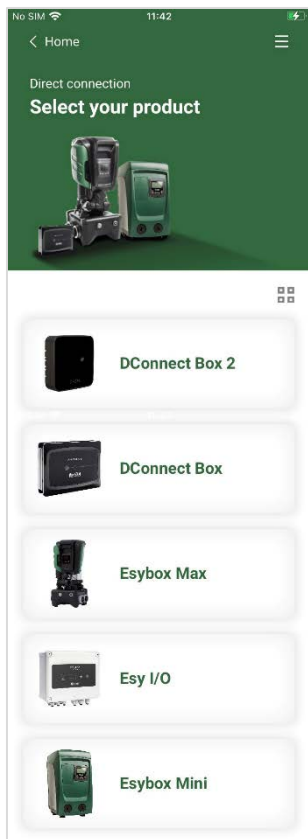 No SIM 11:42
Home
Direct connection
Select your product
DConnect Box 2
DConnect Box
Esybox Max
Esy I/O
Esybox Mini